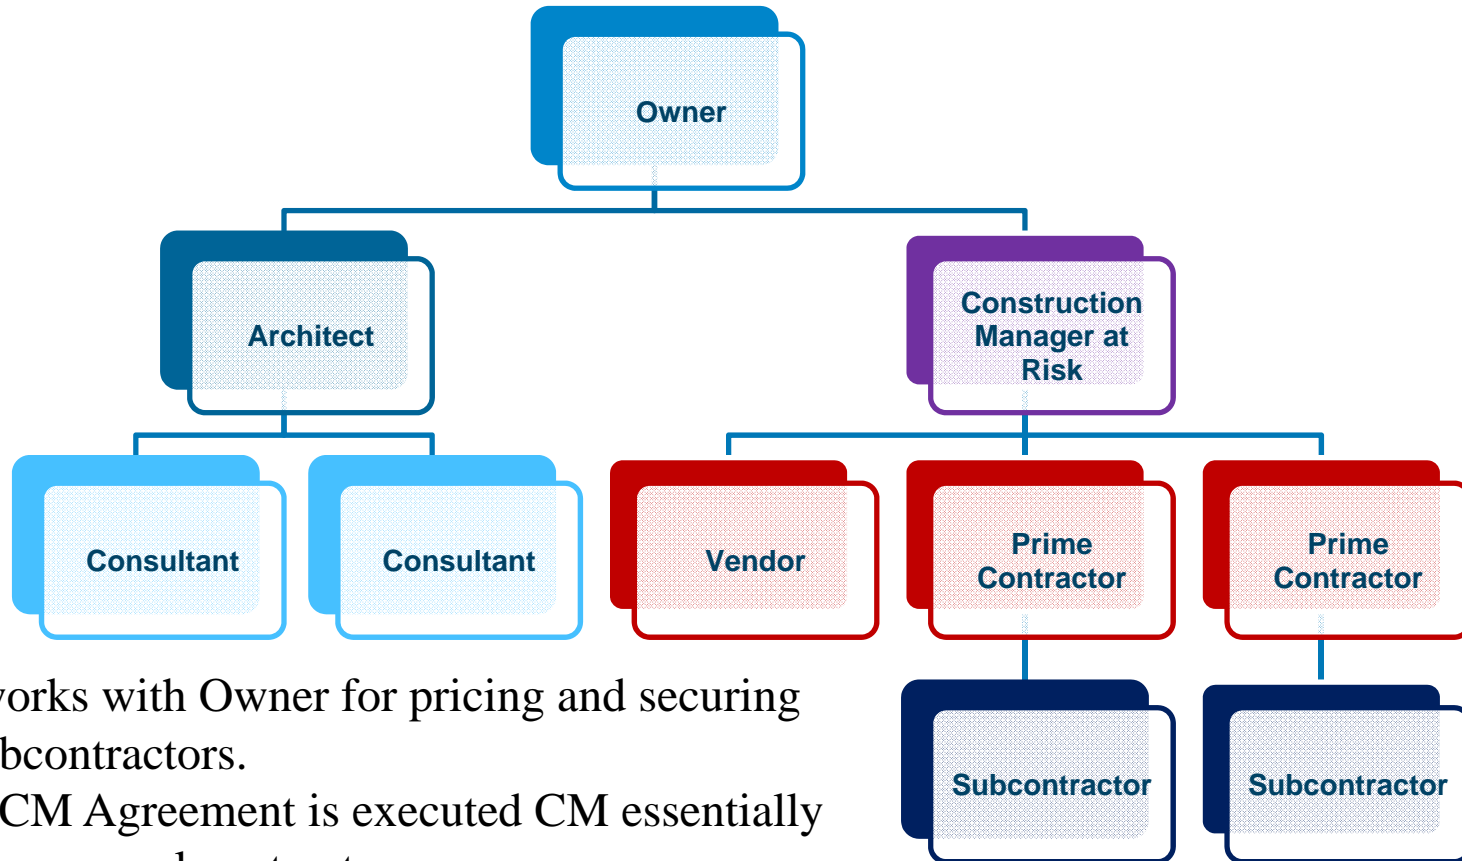 Owner
Architect
Construction
Manager at
Risk
Consultant
Consultant
Vendor
Prime
Contractor
Prime
Contractor
works with Owner for pricing and securing
bcontractors.
CM Agreement is executed CM essentially
Subcontractor
Subcontractor